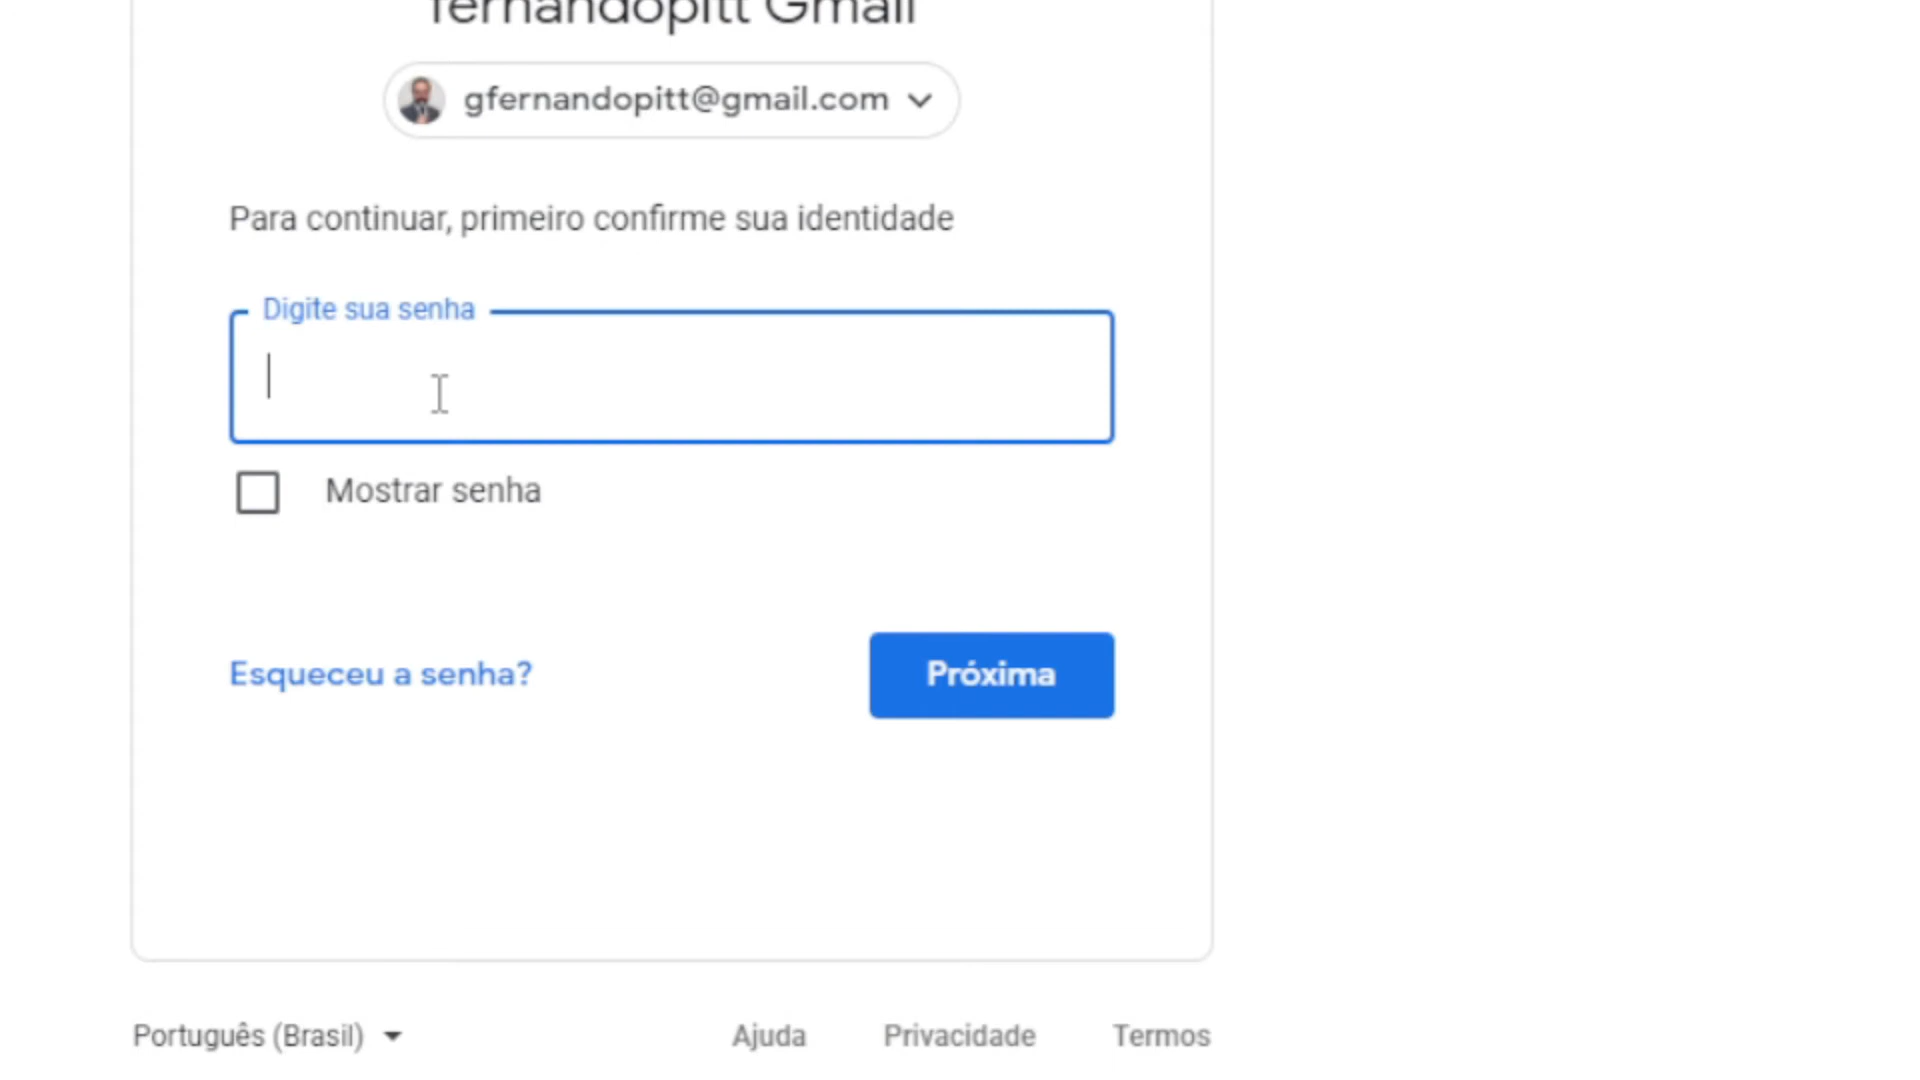 fernandopitt Gmail
gfernandopitt@gmail.com
Para continuar, primeiro confirme sua identidade
Digite sua senha
Mostrar senha
Esqueceu a senha?
Próxima
Português (Brasil)
Ajuda
Privacidade
Termos